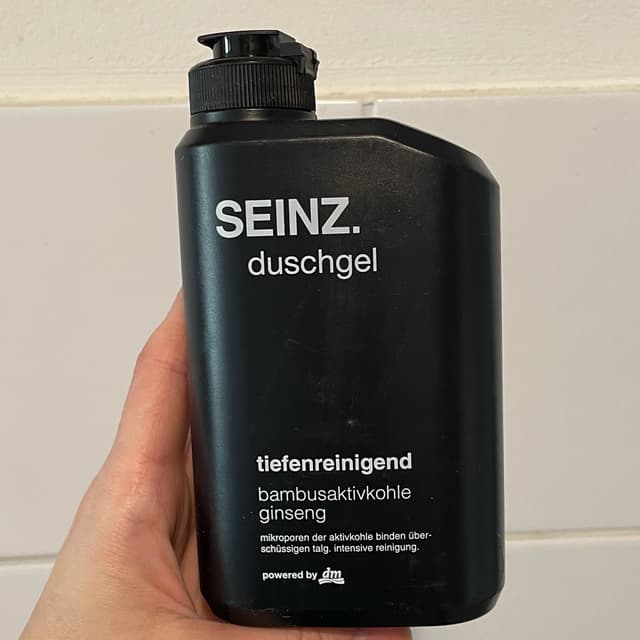 SEINZ.
duschgel
tiefenreinigend
bambusaktivkohle
ginseng
mikroporen der aktivkohle binden über-
schüssigen talg. intensive reinigung.
powered by dm